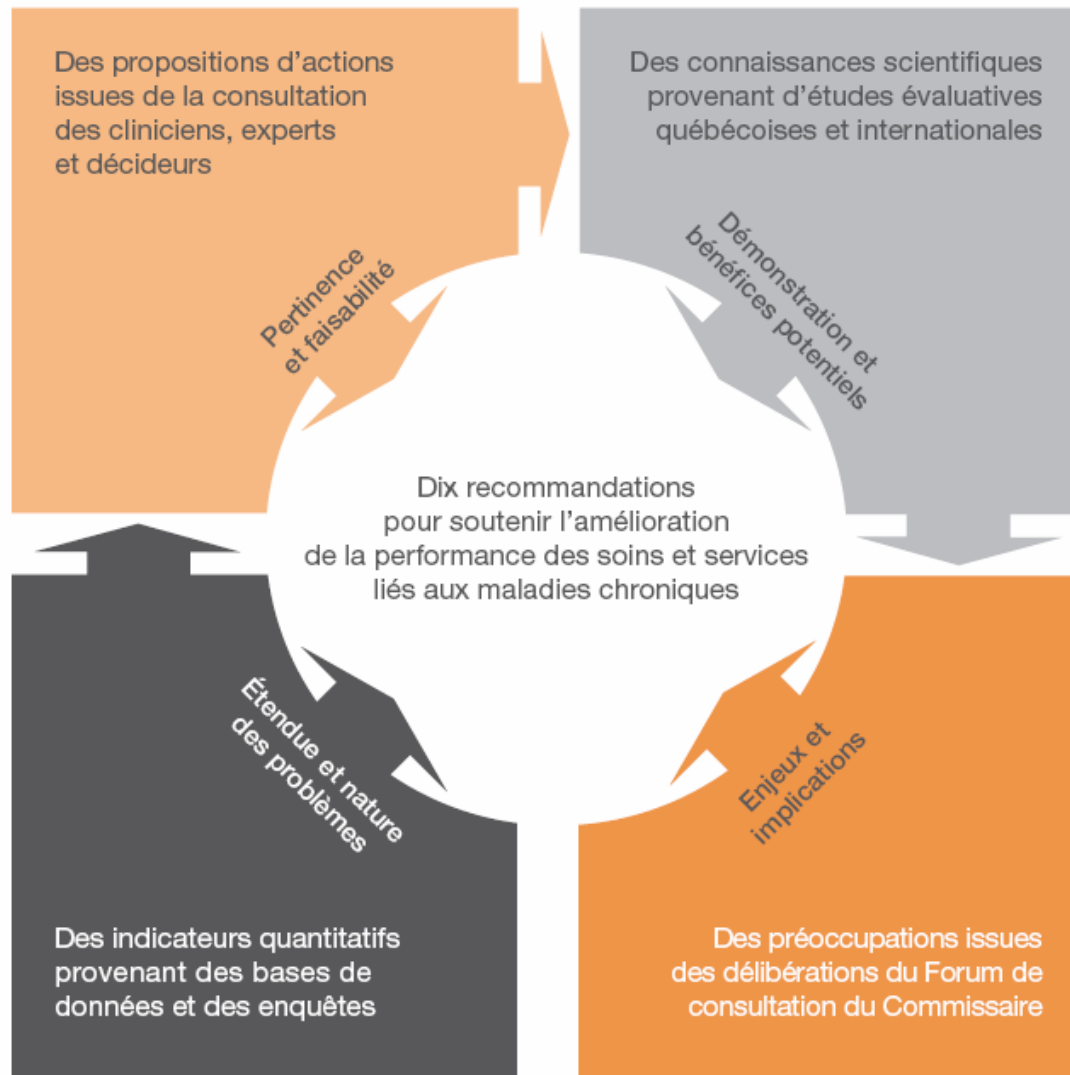 Des propositions d'actions
issues de la consultation
des cliniciens, experts
et décideurs
Des connaissances scientifiques
provenant d'études évaluatives
québécoises et internationales
Pertinence
et faisabilité
Démonstration et
bénéfices potentiels
Dix recommandations
pour soutenir l'amélioration
de la performance des soins et services
liés aux maladies chroniques
Étendue et nature
des problèmes
Enjeux et
implications
Des indicateurs quantitatifs
provenant des bases de
données et des enquêtes
Des préoccupations issues
des délibérations du Forum de
consultation du Commissaire